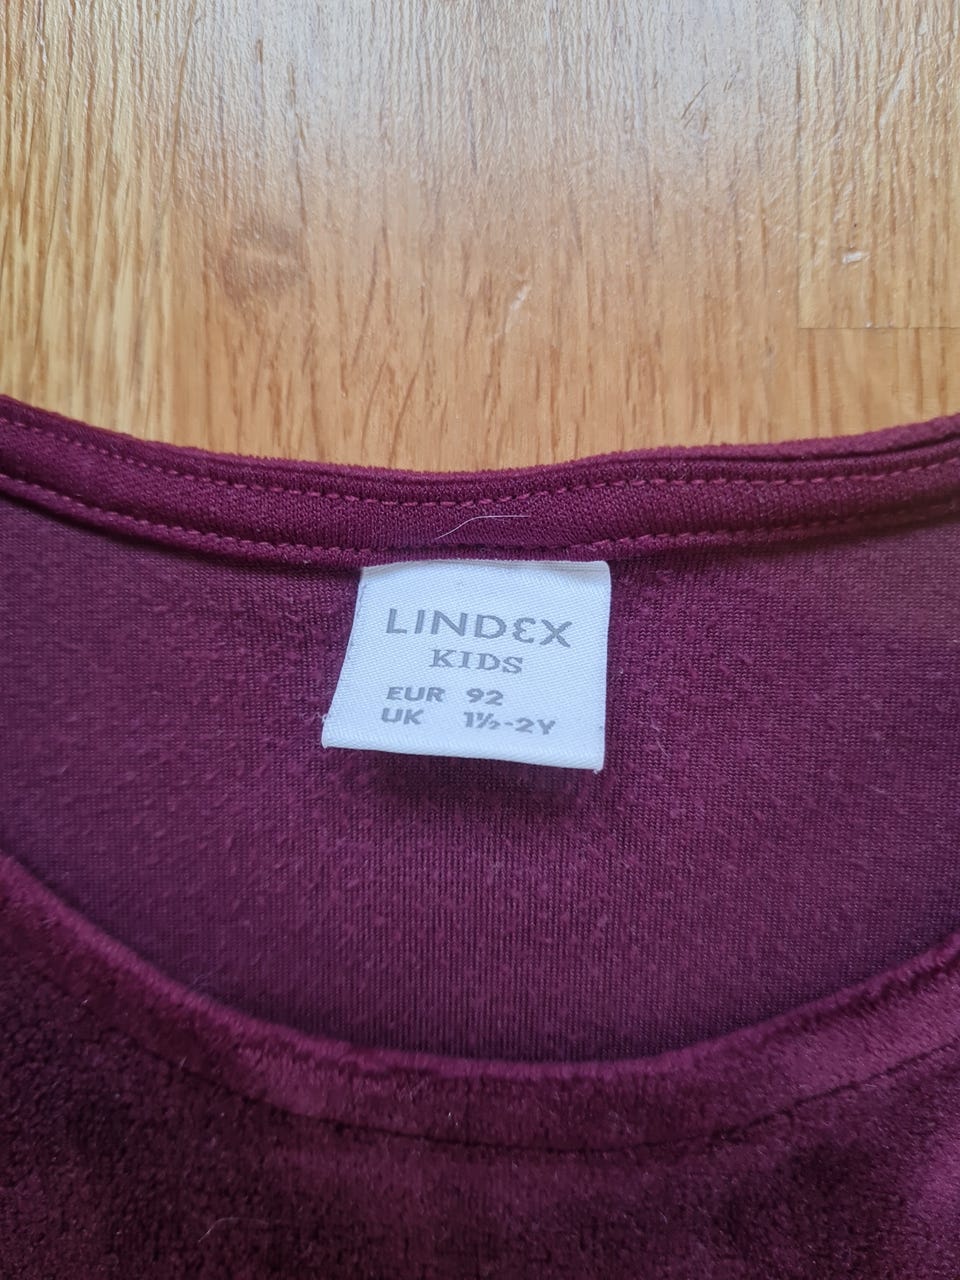 LINDEX
KIDS
EUR 92
UK 1½-2Y